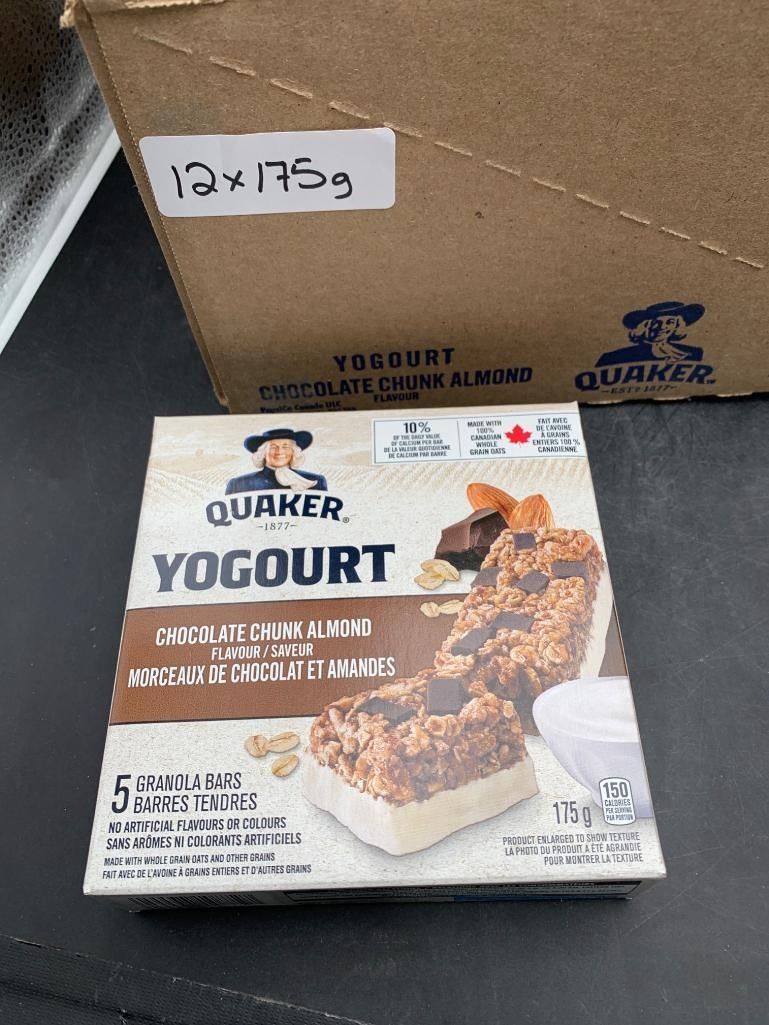 12x175g
YOGOURT
CHOCOLATE CHUNK ALMOND
FLAVOUR
QUAKER
ESTD 1877
10%
OF THE DAILY VALUE
OF CALCIUM PER BAR
DE LA VALEUR QUOTIDIENNE
DE CALCIUM PAR BARRE
MADE WITH
100%
CANADIAN
WHOLE
GRAIN OATS
FAIT AVEC
DE L'AVOINE
À GRAINS
ENTIERS 100 %
CANADIENNE
QUAKER®
-1877-
YOGOURT
CHOCOLATE CHUNK ALMOND
FLAVOUR / SAVEUR
MORCEAUX DE CHOCOLAT ET AMANDES
5 GRANOLA BARS
BARRES TENDRES
NO ARTIFICIAL FLAVOURS OR COLOURS
SANS ARÔMES NI COLORANTS ARTIFICIELS
MADE WITH WHOLE GRAIN OATS AND OTHER GRAINS
FAIT AVEC DE L'AVOINE À GRAINS ENTIERS ET D'AUTRES GRAINS
175 g
150
CALORIES
PER SERVING
PAR PORTION
PRODUCT ENLARGED TO SHOW TEXTURE
LA PHOTO DU PRODUIT A ÉTÉ AGRANDIE
POUR MONTRER LA TEXTURE